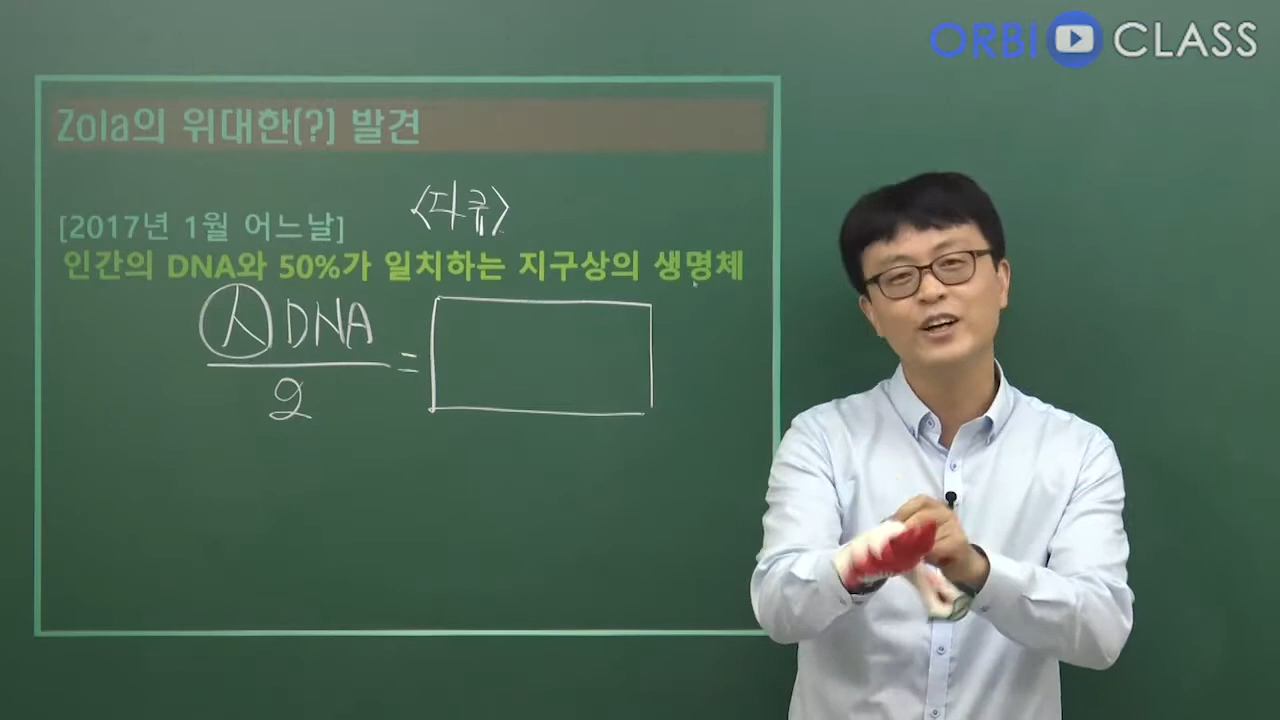 ORBI CLASS
Zola의 위대한(?) 발견
<다큐>
[2017년 1월 어느날]
인간의 DNA와 50%가 일치하는 지구상의 생명체
人 DNA
=
2